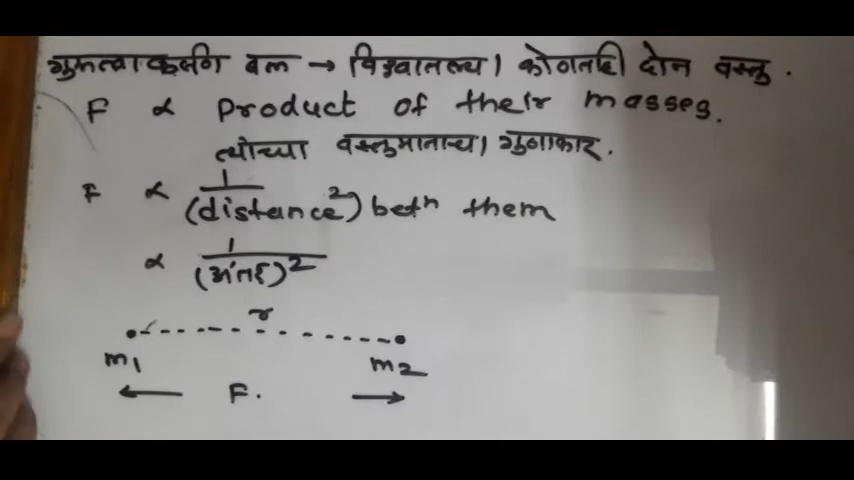 गुरुत्वाकर्षण बल → विश्वातल्या कोणतही दोन वस्तु .
F ∝ product of their masses.
त्यांच्या वस्तुमानाचा गुणाकार.
F ∝ 1/(distance²) betn them
∝ 1/(अंतर)²
r
m1 m2
← F. →